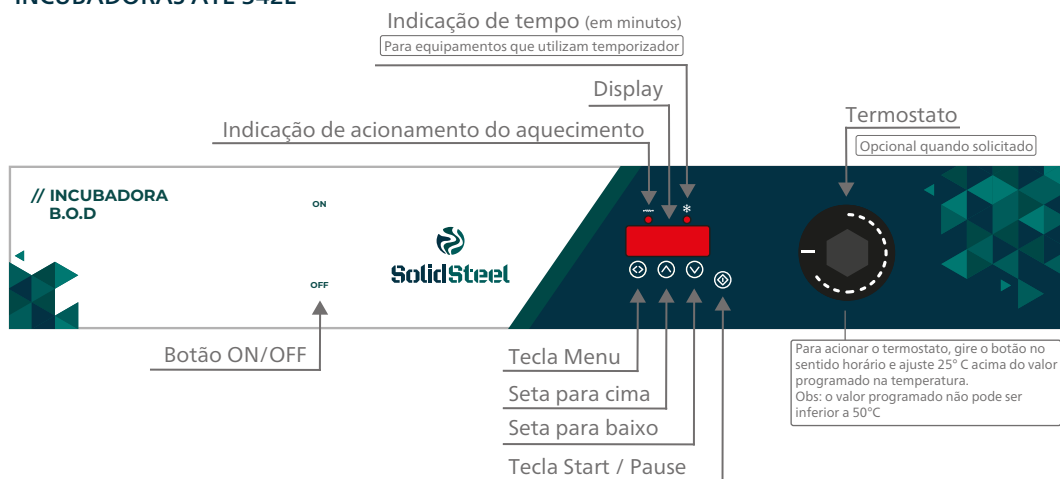 INCUBADORAS ATÉ 342L
Indicação de tempo (em minutos)
Para equipamentos que utilizam temporizador
Display
Indicação de acionamento do aquecimento
Termostato
Opcional quando solicitado
// INCUBADORA
B.O.D
ON
OFF
SolidSteel
Botão ON/OFF
Tecla Menu
Seta para cima
Seta para baixo
Tecla Start / Pause
Para acionar o termostato, gire o botão no
sentido horário e ajuste 25° C acima do valor
programado na temperatura.
Obs: o valor programado não pode ser
inferior a 50°C